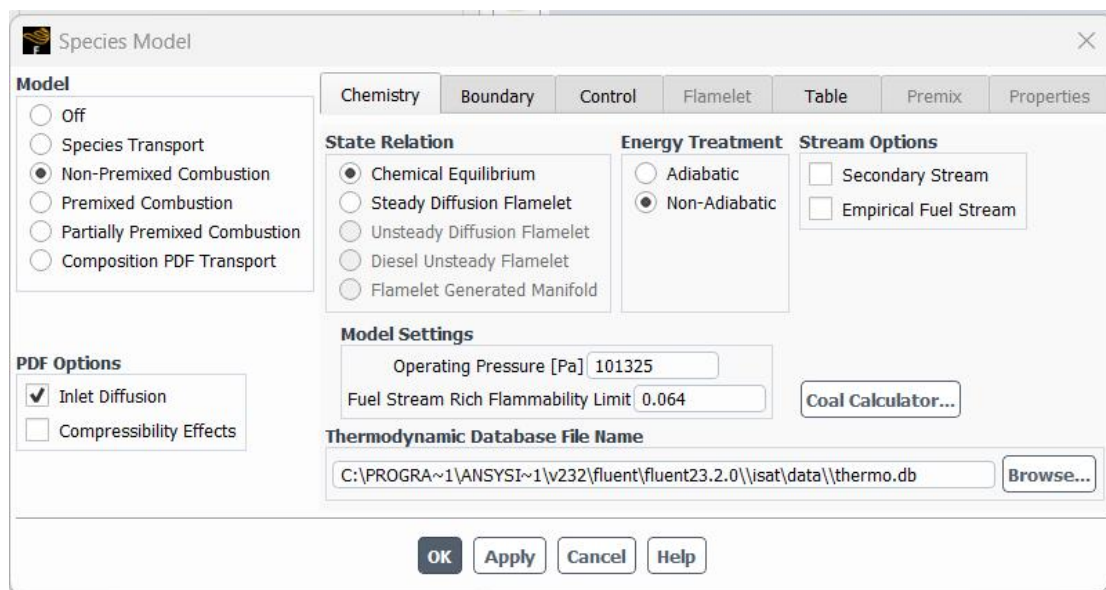 Species Model
Model
Off
Species Transport
Non-Premixed Combustion
Premixed Combustion
Partially Premixed Combustion
Composition PDF Transport
PDF Options
Inlet Diffusion
Compressibility Effects
Chemistry Boundary Control Flamelet Table Premix Properties
State Relation
Chemical Equilibrium
Steady Diffusion Flamelet
Unsteady Diffusion Flamelet
Diesel Unsteady Flamelet
Flamelet Generated Manifold
Energy Treatment
Adiabatic
Non-Adiabatic
Stream Options
Secondary Stream
Empirical Fuel Stream
Model Settings
Operating Pressure [Pa] 101325
Fuel Stream Rich Flammability Limit 0.064
Coal Calculator...
Thermodynamic Database File Name
C:\PROGRA~1\ANSYSI~1\v232\fluent\fluent23.2.0\\isat\data\\thermo.db Browse...
OK Apply Cancel Help